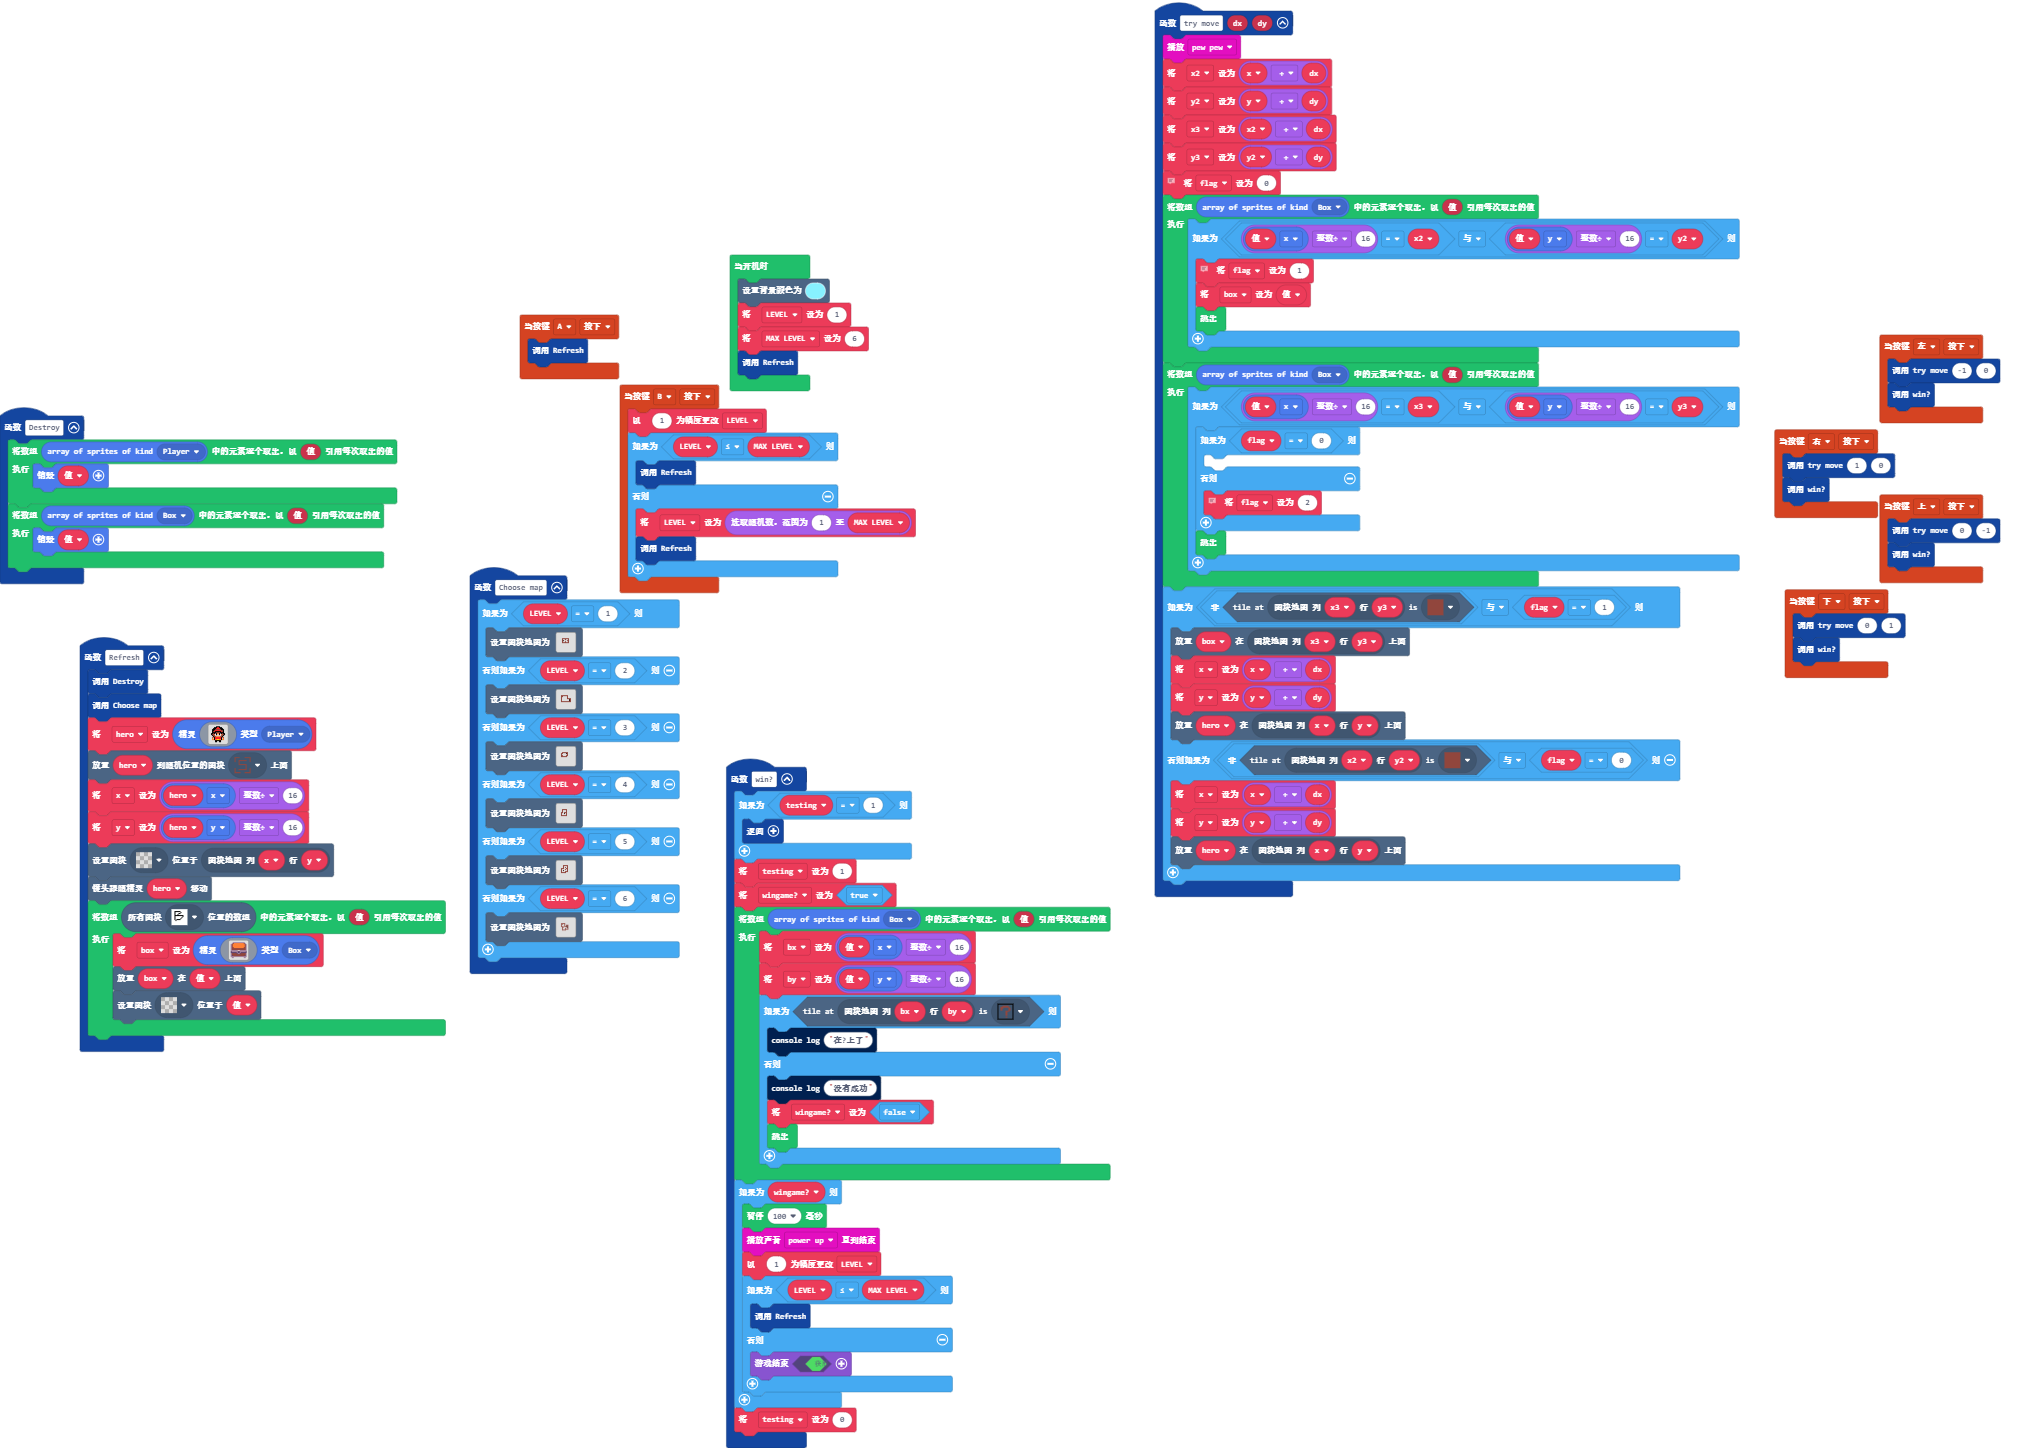 函数 Destroy
将数组 array of sprites of kind Player 中的元素逐个取出，以 值 引用每次取出的值
执行 销毁 值
将数组 array of sprites of kind Box 中的元素逐个取出，以 值 引用每次取出的值
执行 销毁 值
函数 Refresh
调用 Destroy
调用 Choose map
将 hero 设为 精灵 类型 Player
放置 hero 到随机位置的图块 上面
将 x 设为 hero x 整数÷ 16
将 y 设为 hero y 整数÷ 16
设置图块 位置于 图块地图 列 x 行 y
镜头跟随精灵 hero 移动
将数组 所有图块 B 位置的数组 中的元素逐个取出，以 值 引用每次取出的值
执行 将 box 设为 精灵 类型 Box
放置 box 在 值 上面
设置图块 位置于 值
当按键 A 按下
调用 Refresh
当开机时
设置背景颜色为
将 LEVEL 设为 1
将 MAX LEVEL 设为 6
调用 Refresh
当按键 B 按下
以 1 为幅度更改 LEVEL
如果为 LEVEL ≤ MAX LEVEL 则
调用 Refresh
否则
将 LEVEL 设为 选取随机数，范围为 1 至 MAX LEVEL
调用 Refresh
函数 Choose map
如果为 LEVEL = 1 则
设置图块地图为
否则如果为 LEVEL = 2 则
设置图块地图为
否则如果为 LEVEL = 3 则
设置图块地图为
否则如果为 LEVEL = 4 则
设置图块地图为
否则如果为 LEVEL = 5 则
设置图块地图为
否则如果为 LEVEL = 6 则
设置图块地图为
函数 win?
如果为 testing = 1 则
返回
将 testing 设为 1
将 wingame? 设为 true
将数组 array of sprites of kind Box 中的元素逐个取出，以 值 引用每次取出的值
执行 将 bx 设为 值 x 整数÷ 16
将 by 设为 值 y 整数÷ 16
如果为 tile at 图块地图 列 bx 行 by is 则
console log "在?上了"
否则
console log "没有成功"
将 wingame? 设为 false
跳出
如果为 wingame? 则
暂停 100 毫秒
播放声音 power up 直到结束
以 1 为幅度更改 LEVEL
如果为 LEVEL ≤ MAX LEVEL 则
调用 Refresh
否则
游戏结束
将 testing 设为 0
函数 try move dx dy
播放 pew pew
将 x2 设为 x + dx
将 y2 设为 y + dy
将 x3 设为 x2 + dx
将 y3 设为 y2 + dy
将 flag 设为 0
将数组 array of sprites of kind Box 中的元素逐个取出，以 值 引用每次取出的值
执行 如果为 值 x 整数÷ 16 = x2 与 值 y 整数÷ 16 = y2 则
将 flag 设为 1
将 box 设为 值
跳出
将数组 array of sprites of kind Box 中的元素逐个取出，以 值 引用每次取出的值
执行 如果为 值 x 整数÷ 16 = x3 与 值 y 整数÷ 16 = y3 则
如果为 flag = 0 则
否则
将 flag 设为 2
跳出
如果为 非 tile at 图块地图 列 x3 行 y3 is 与 flag = 1 则
放置 box 在 图块地图 列 x3 行 y3 上面
将 x 设为 x + dx
将 y 设为 y + dy
放置 hero 在 图块地图 列 x 行 y 上面
否则如果为 非 tile at 图块地图 列 x2 行 y2 is 与 flag = 0 则
将 x 设为 x + dx
将 y 设为 y + dy
放置 hero 在 图块地图 列 x 行 y 上面
当按键 左 按下
调用 try move -1 0
调用 win?
当按键 右 按下
调用 try move 1 0
调用 win?
当按键 上 按下
调用 try move 0 -1
调用 win?
当按键 下 按下
调用 try move 0 1
调用 win?